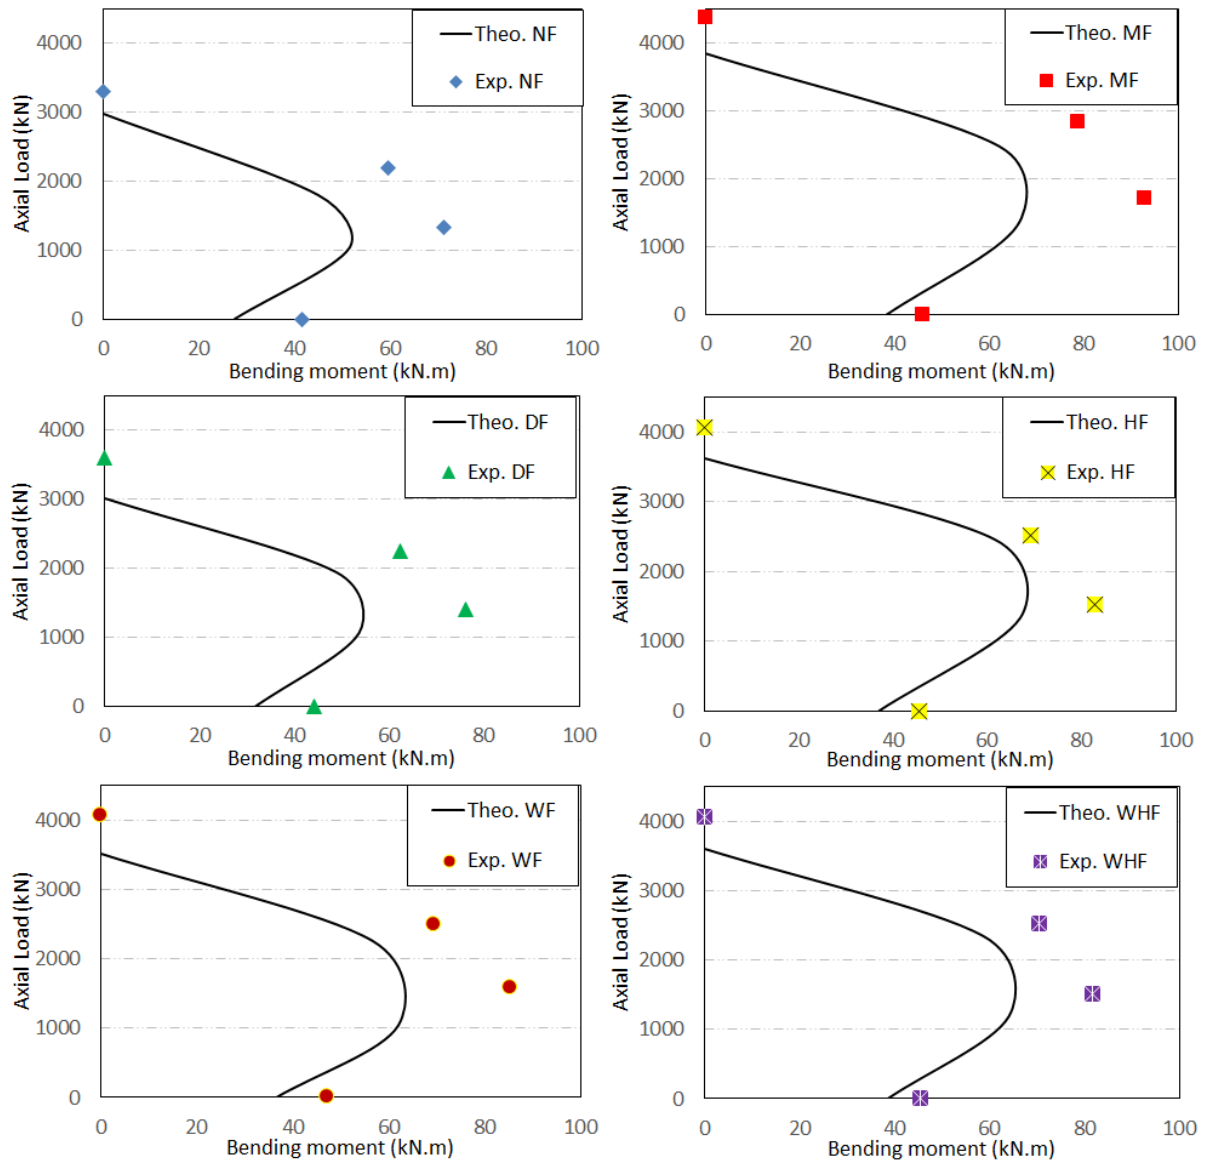 Axial Load (kN)
4000
3000
2000
1000
0
0 20 40 60 80 100
Bending moment (kN.m)
Theo. NF
Exp. NF
Axial Load (kN)
4000
3000
2000
1000
0
0 20 40 60 80 100
Bending moment (kN.m)
Theo. MF
Exp. MF
Axial Load (kN)
4000
3000
2000
1000
0
0 20 40 60 80 100
Bending moment (kN.m)
Theo. DF
Exp. DF
Axial Load (kN)
4000
3000
2000
1000
0
0 20 40 60 80 100
Bending moment (kN.m)
Theo. HF
Exp. HF
Axial Load (kN)
4000
3000
2000
1000
0
0 20 40 60 80 100
Bending moment (kN.m)
Theo. WF
Exp. WF
Axial Load (kN)
4000
3000
2000
1000
0
0 20 40 60 80 100
Bending moment (kN.m)
Theo. WHF
Exp. WHF